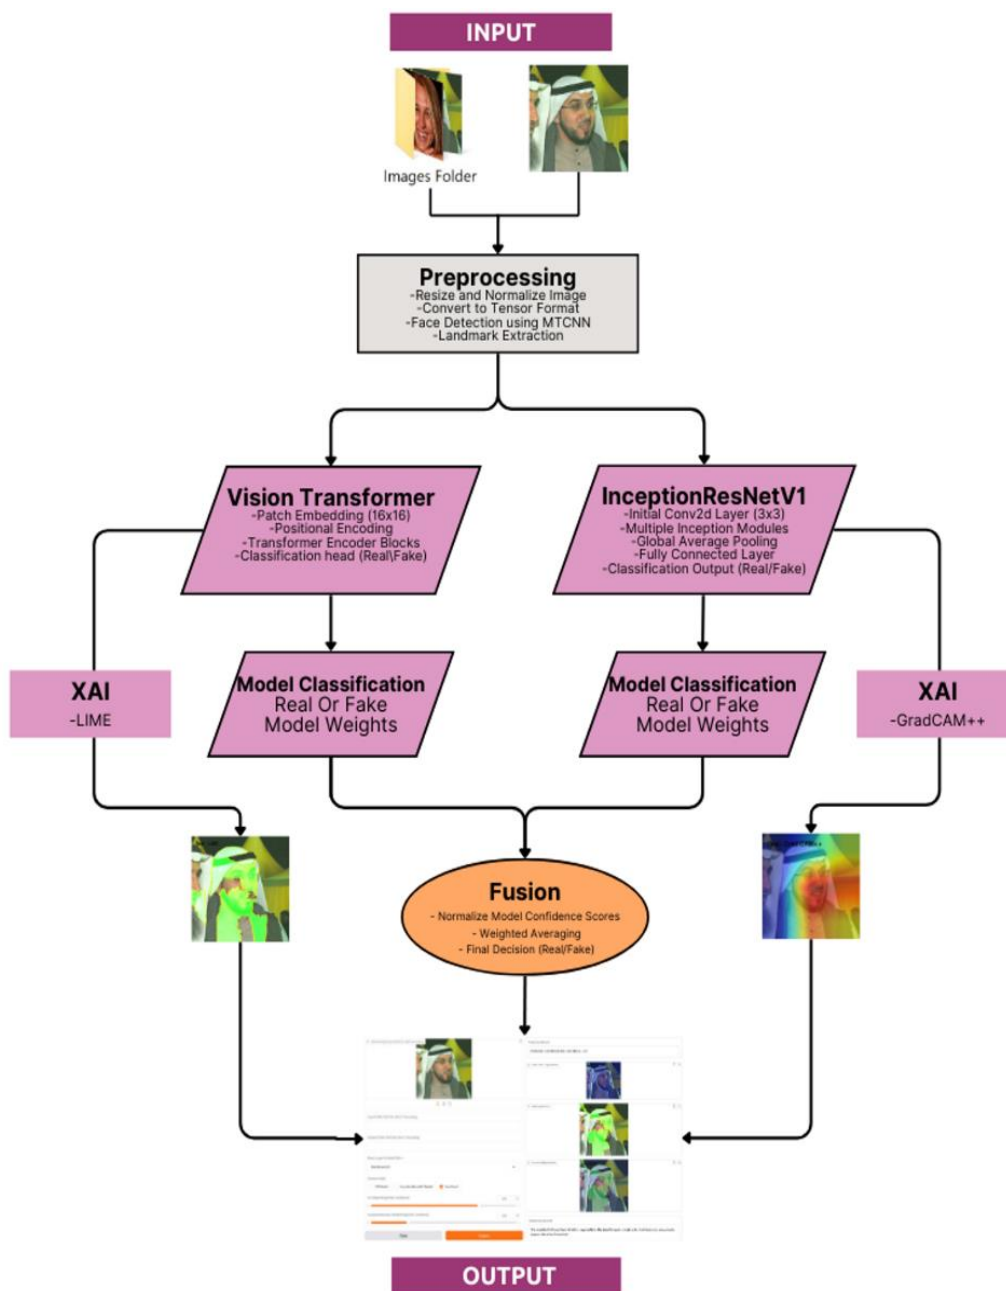 INPUT
Images Folder
Preprocessing
-Resize and Normalize Image
-Convert to Tensor Format
-Face Detection using MTCNN
-Landmark Extraction
Vision Transformer
-Patch Embedding (16x16)
-Positional Encoding
-Transformer Encoder Blocks
-Classification head (Real\Fake)
InceptionResNetV1
-Initial Conv2d Layer (3x3)
-Multiple Inception Modules
-Global Average Pooling
-Fully Connected Layer
-Classification Output (Real/Fake)
XAI
-LIME
Model Classification
Real Or Fake
Model Weights
Model Classification
Real Or Fake
Model Weights
XAI
-GradCAM++
Fusion
- Normalize Model Confidence Scores
- Weighted Averaging
- Final Decision (Real/Fake)
OUTPUT